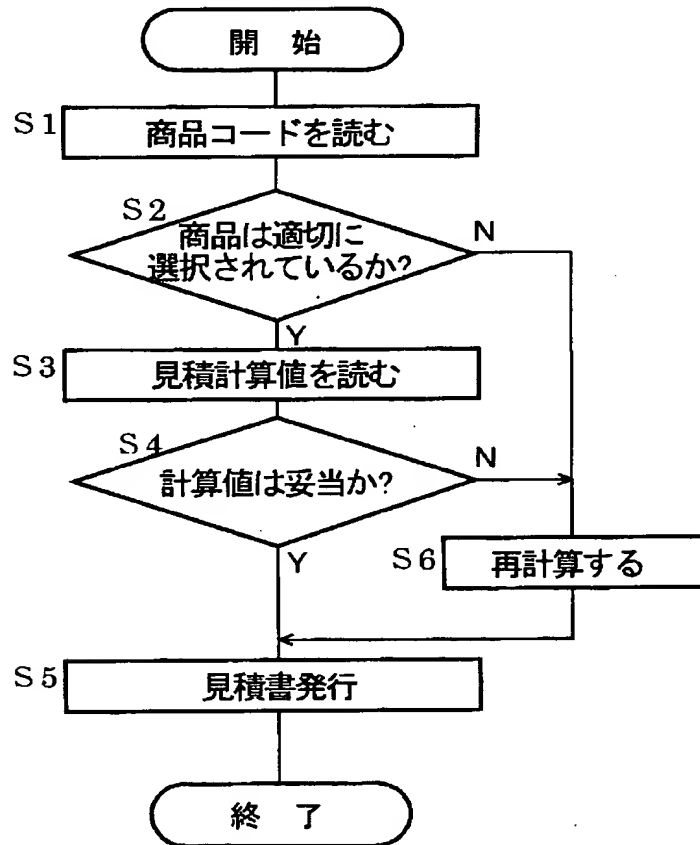 開 始
S1
商品コードを読む
S2
商品は適切に
選択されているか?
N
Y
S3
見積計算値を読む
S4
計算値は妥当か?
N
Y
S6
再計算する
S5
見積書発行
終 了